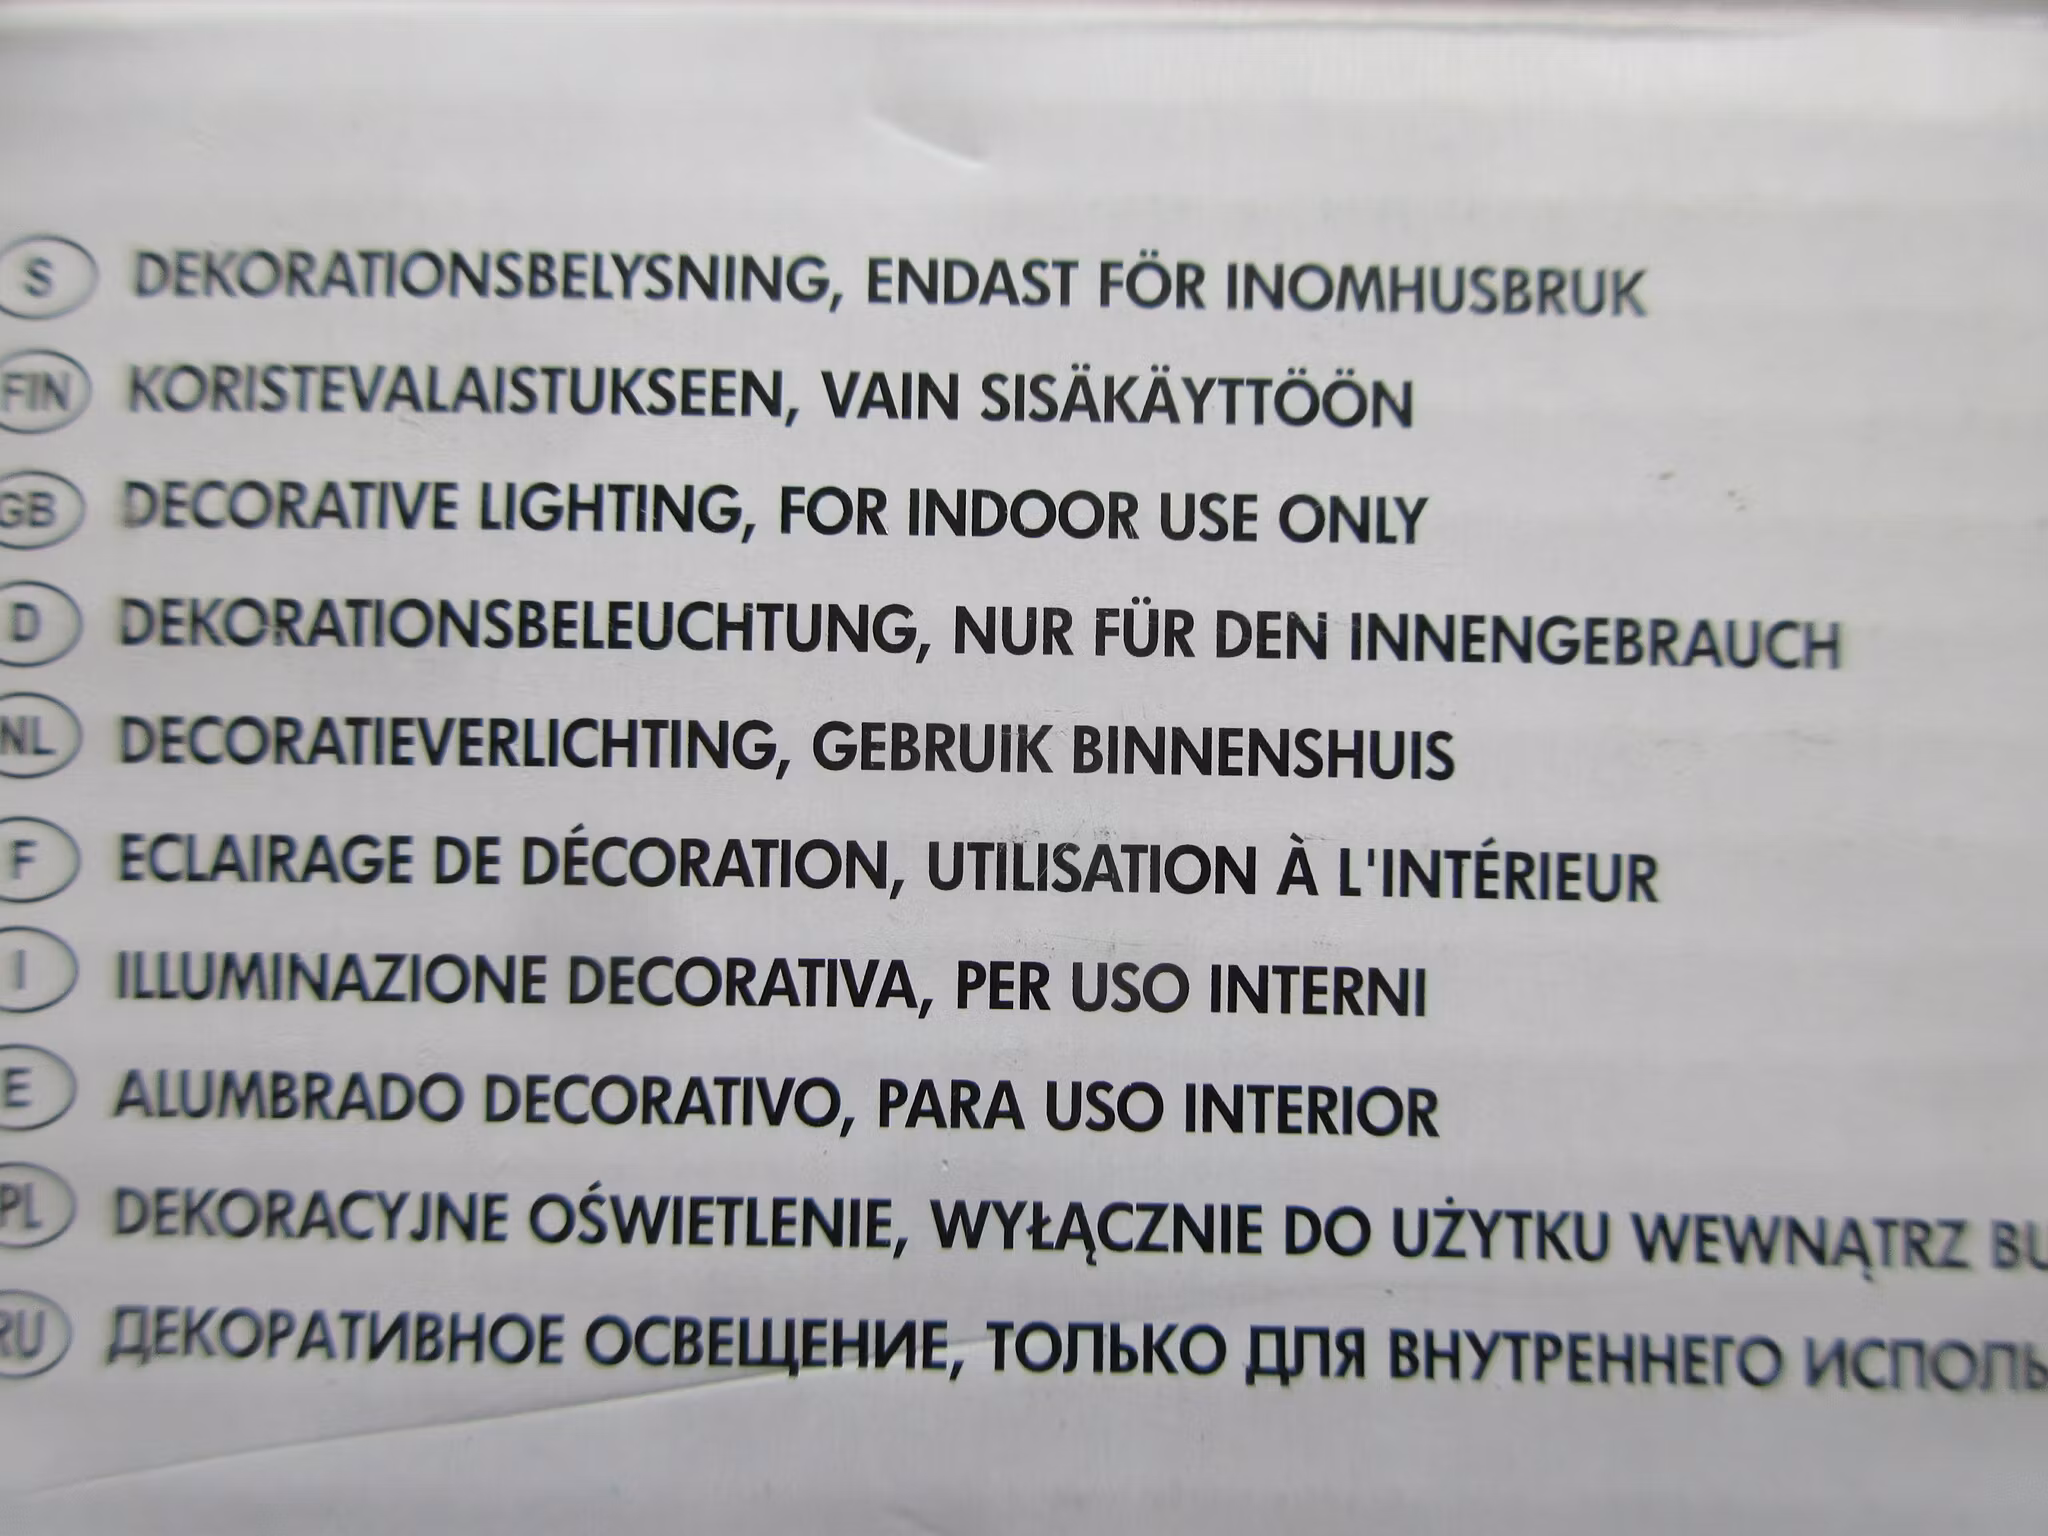 S DEKORATIONSBELYSNING, ENDAST FÖR INOMHUSBRUK
FIN KORISTEVALAISTUKSEEN, VAIN SISÄKÄYTTÖÖN
GB DECORATIVE LIGHTING, FOR INDOOR USE ONLY
D DEKORATIONSBELEUCHTUNG, NUR FÜR DEN INNENGEBRAUCH
NL DECORATIEVERLICHTING, GEBRUIK BINNENSHUIS
F ECLAIRAGE DE DÉCORATION, UTILISATION À L'INTÉRIEUR
I ILLUMINAZIONE DECORATIVA, PER USO INTERNI
E ALUMBRADO DECORATIVO, PARA USO INTERIOR
PL DEKORACYJNE OŚWIETLENIE, WYŁĄCZNIE DO UŻYTKU WEWNĄTRZ
RU ДЕКОРАТИВНОЕ ОСВЕЩЕНИЕ, ТОЛЬКО ДЛЯ ВНУТРЕННЕГО